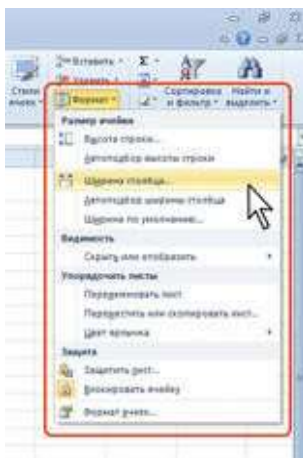 Вставить
Удалить
Формат
Стили ячеек
Сортировка и фильтр
Найти и выделить
Размер ячейки
Высота строки...
Автоподбор высоты строки
Ширина столбца...
Автоподбор ширины столбца
Ширина по умолчанию...
Видимость
Скрыть или отобразить
Упорядочить листы
Переименовать лист
Переместить или скопировать лист...
Цвет ярлычка
Защита
Защитить лист...
Блокировать ячейку
Формат ячеек...